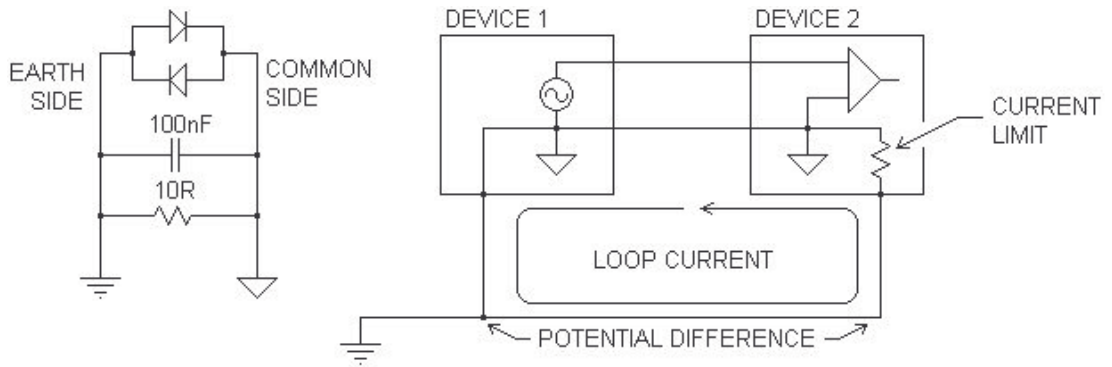 EARTH
SIDE
COMMON
SIDE
100nF
10R
DEVICE 1
DEVICE 2
CURRENT
LIMIT
LOOP CURRENT
POTENTIAL DIFFERENCE